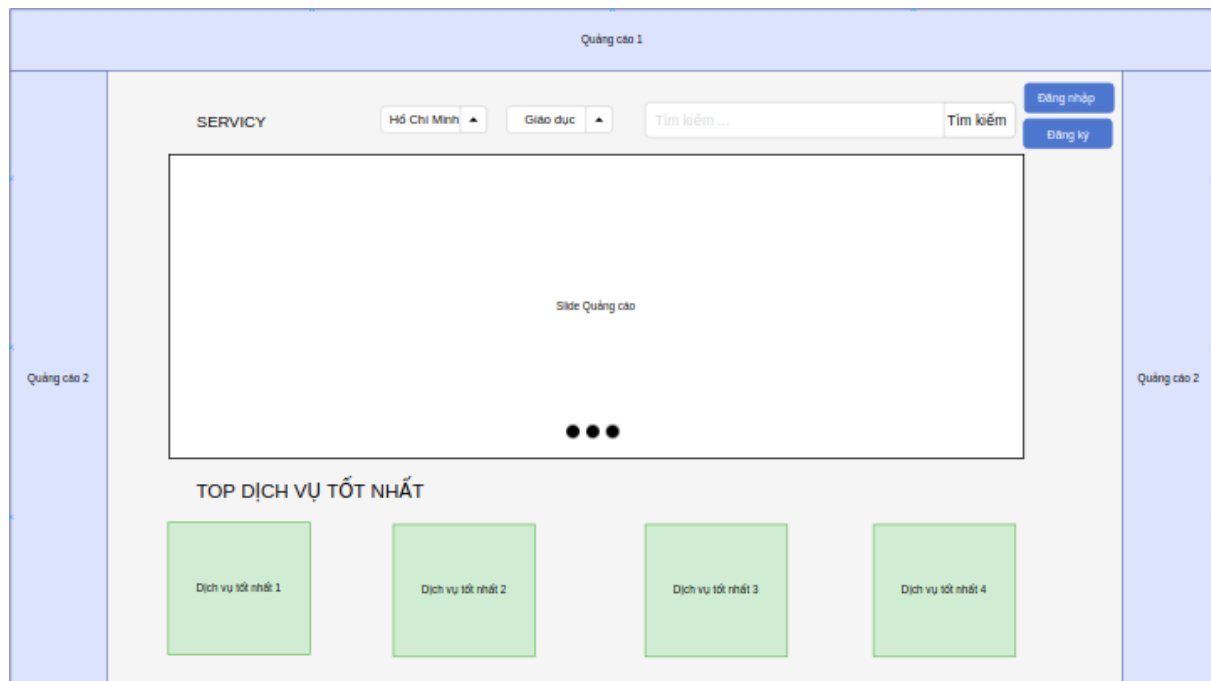 Quảng cáo 1
Đăng nhập
SERVICY
Hồ Chí Minh
Giáo dục
Tìm kiếm ...
Tìm kiếm
Đăng ký
Slide Quảng cáo
Quảng cáo 2
Quảng cáo 2
TOP DỊCH VỤ TỐT NHẤT
Dịch vụ tốt nhất 1
Dịch vụ tốt nhất 2
Dịch vụ tốt nhất 3
Dịch vụ tốt nhất 4